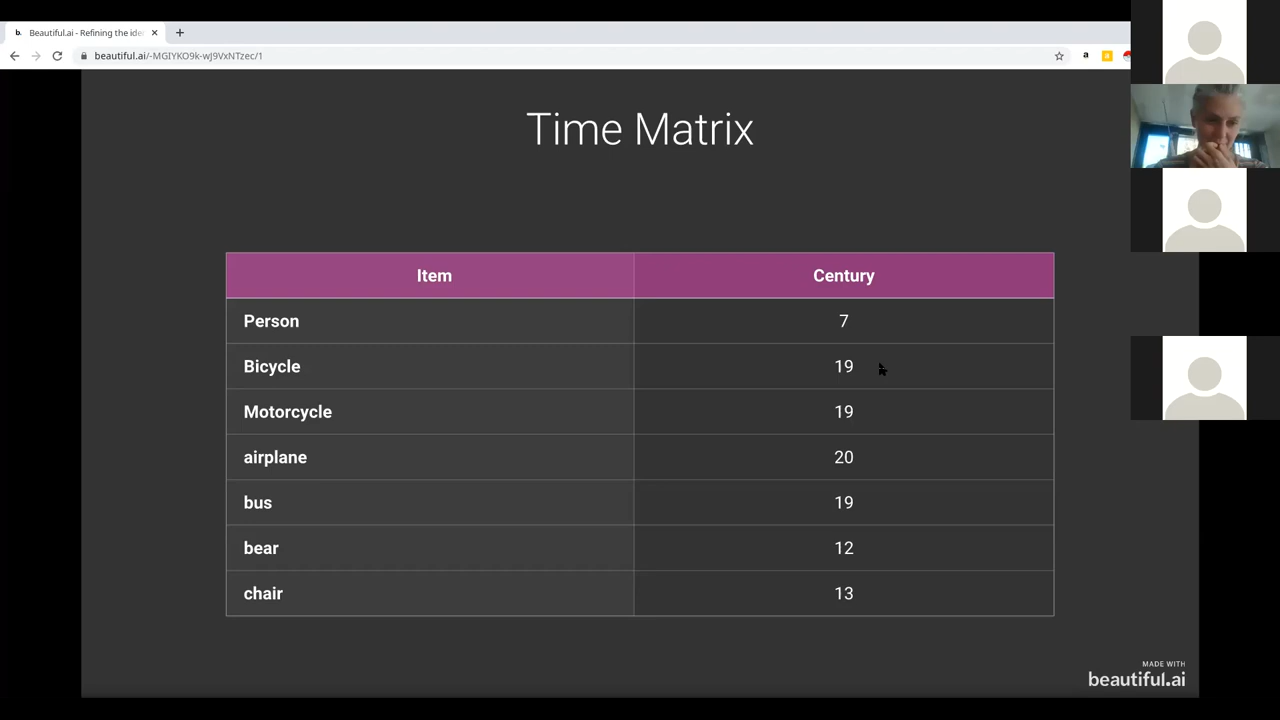 Beautiful.ai - Refining the ide
beautiful.ai/-MGIYKO9k-wJ9VxNTzec/1
Time Matrix
Item Century
Person 7
Bicycle 19
Motorcycle 19
airplane 20
bus 19
bear 12
chair 13
MADE WITH
beautiful.ai